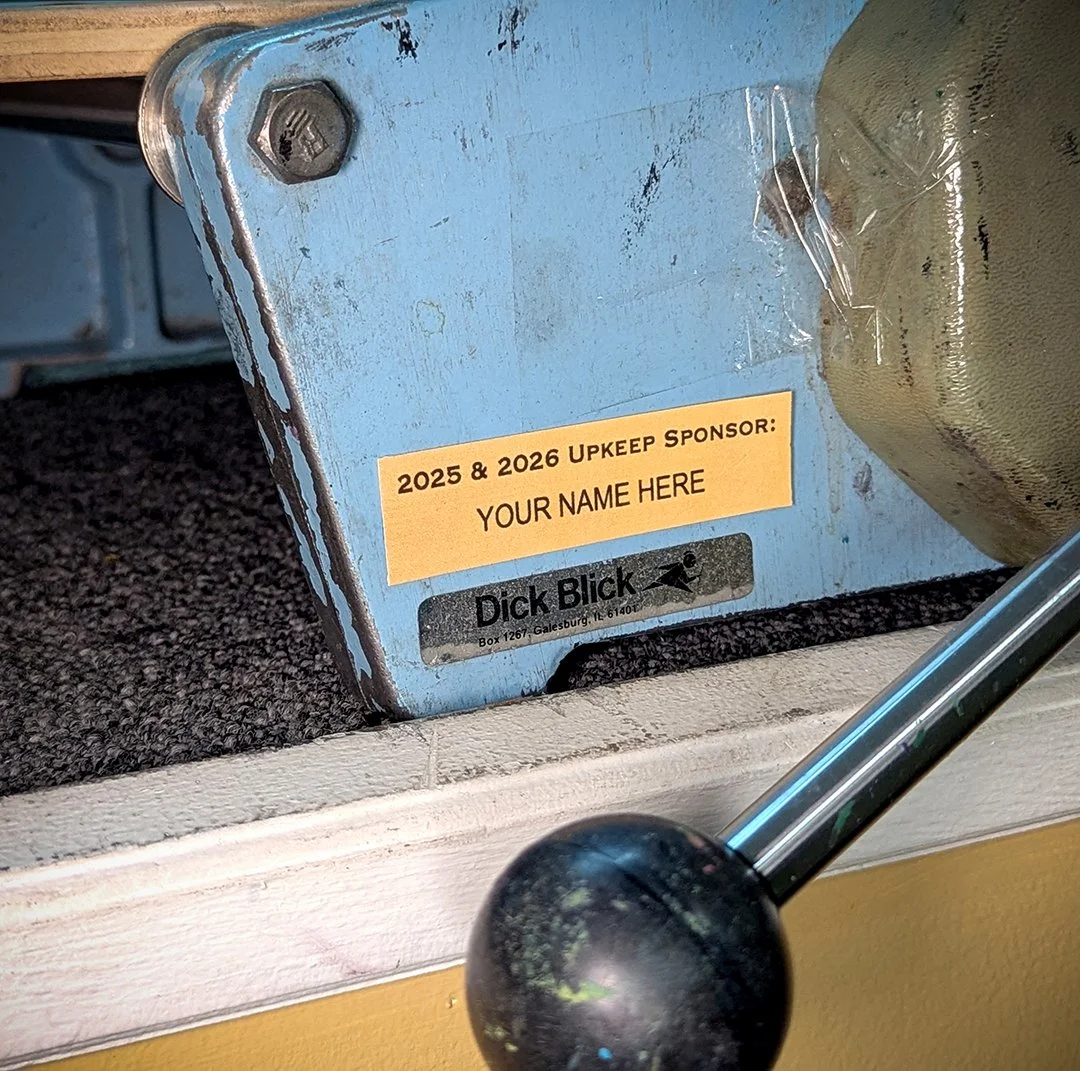 2025 & 2026 Upkeep Sponsor:
YOUR NAME HERE
Dick Blick
Box 1267, Galesburg, IL 61401